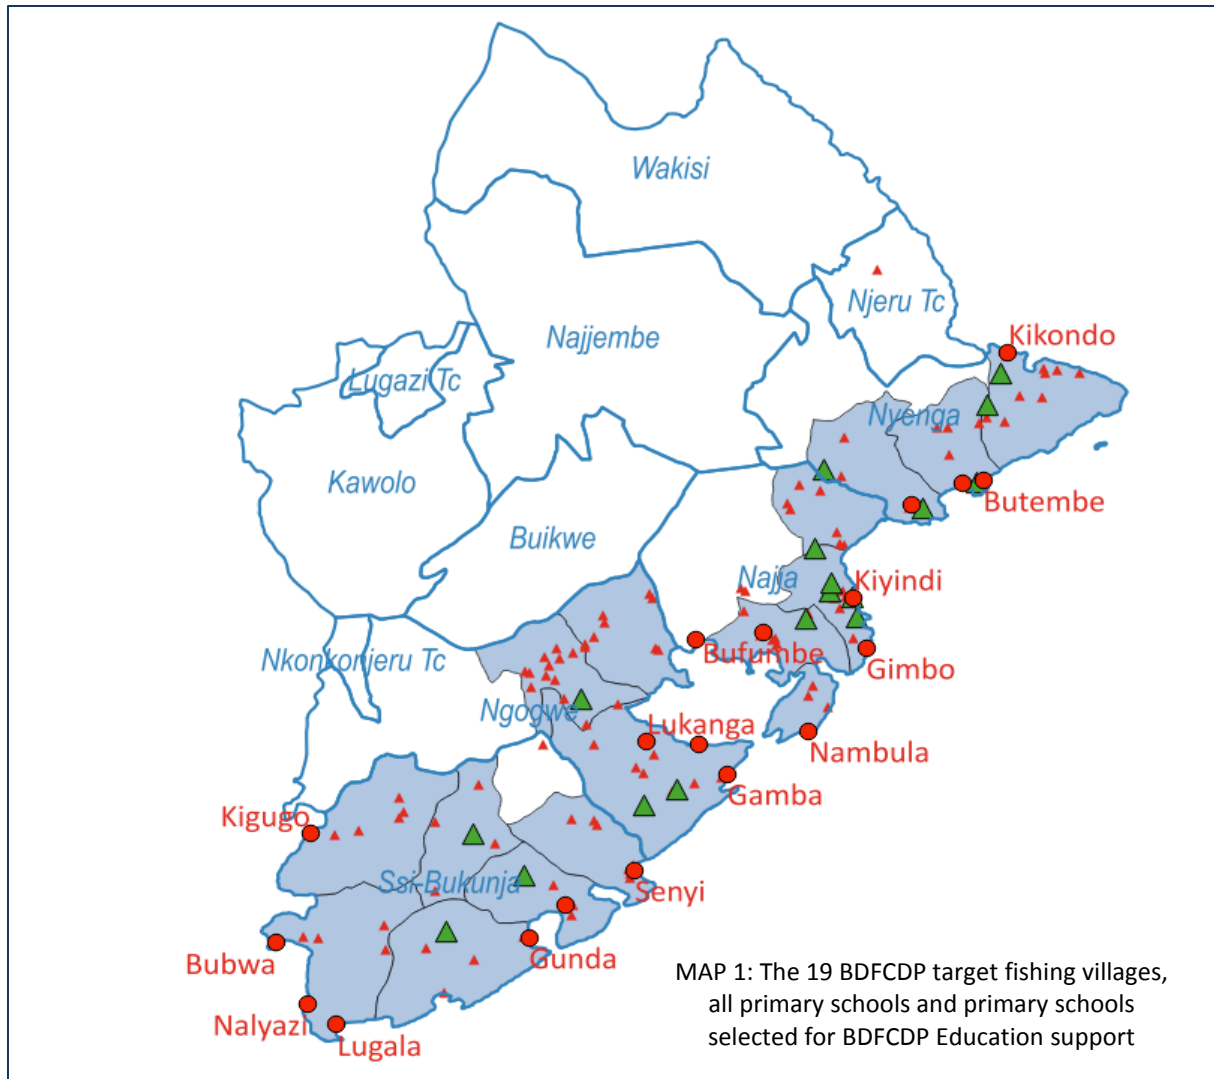 Wakisi
Njeru Tc
Kikondo
Najjembe
Lugazi Tc
Nyenga
Kawolo
Butembe
Buikwe
Najja
Kiyindi
Nkonkonjeru Tc
Bufumbe
Gimbo
Ngogwe
Lukanga
Nambula
Gamba
Kigugo
Ssi-Bukunja
Senyi
Bubwa
Gunda
Nalyazi
Lugala
MAP 1: The 19 BDFCDP target fishing villages,
all primary schools and primary schools
selected for BDFCDP Education support